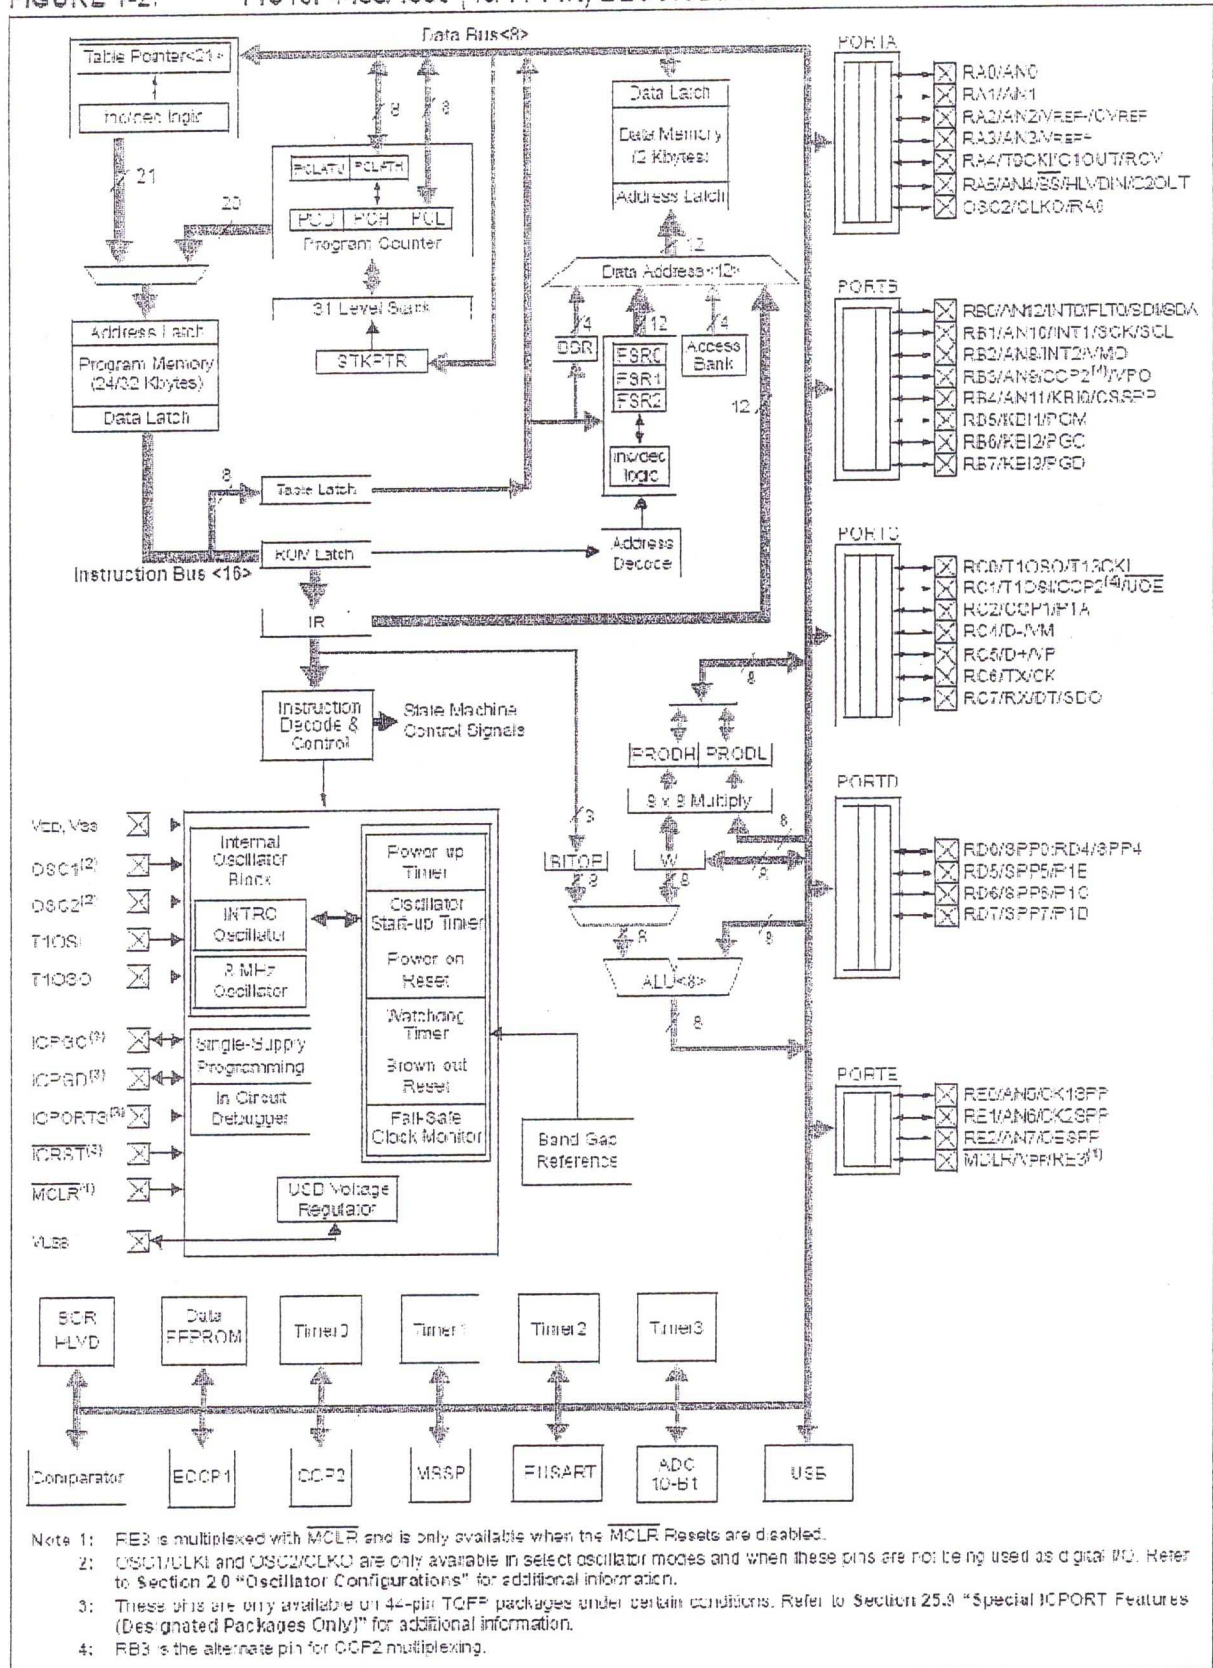 FIGURE 1-2:
Data Bus<8>
Table Pointer<21>
inc/dec logic
21
20
8
8
PCLATU PCLATH
PCU PCH PCL
Program Counter
31 Level Stack
STKPTR
Data Latch
Data Memory
(2 Kbytes)
Address Latch
12
Data Address<12>
4
12
4
BSR
FSR0
FSR1
FSR2
Access
Bank
12
inc/dec
logic
Address
Decode
Address Latch
Program Memory
(24/32 Kbytes)
Data Latch
8
Table Latch
ROM Latch
Instruction Bus <16>
IR
Instruction
Decode &
Control
State Machine
Control Signals
8
PRODH PRODL
8 x 8 Multiply
3
8
BITOP
W
8
8
8
8
8
ALU<8>
8
VDD, VSS
OSC1(2)
OSC2(2)
T1OSI
T1OSO
ICPGC(3)
ICPGD(3)
ICPORTS(3)
ICRST(3)
MCLR(1)
VUSB
Internal
Oscillator
Block
INTRC
Oscillator
8 MHz
Oscillator
Single-Supply
Programming
In-Circuit
Debugger
Power-up
Timer
Oscillator
Start-up Timer
Power-on
Reset
Watchdog
Timer
Brown-out
Reset
Fail-Safe
Clock Monitor
USB Voltage
Regulator
Band Gap
Reference
PORTA
RA0/AN0
RA1/AN1
RA2/AN2/VREF-/CVREF
RA3/AN3/VREF+
RA4/T0CKI/C1OUT/RCV
RA5/AN4/SS/HLVDIN/C2OUT
OSC2/CLKO/RA6
PORTB
RB0/AN12/INT0/FLT0/SDI/SDA
RB1/AN10/INT1/SCK/SCL
RB2/AN8/INT2/VMO
RB3/AN9/CCP2(4)/VPO
RB4/AN11/KBI0/CSSPP
RB5/KBI1/PGM
RB6/KBI2/PGC
RB7/KBI3/PGD
PORTC
RC0/T1OSO/T13CKI
RC1/T1OSI/CCP2(4)/UOE
RC2/CCP1/P1A
RC4/D-/VM
RC5/D+/VP
RC6/TX/CK
RC7/RX/DT/SDO
PORTD
RD0/SPP0:RD4/SPP4
RD5/SPP5/P1B
RD6/SPP6/P1C
RD7/SPP7/P1D
PORTE
RE0/AN5/CK1SPP
RE1/AN6/CK2SPP
RE2/AN7/OESPP
MCLR/VPP/RE3(1)
BOR
HLVD
Data
EEPROM
Timer0
Timer1
Timer2
Timer3
Comparator
ECCP1
CCP2
MSSP
EUSART
ADC
10-Bit
USB
Note 1: RE3 is multiplexed with MCLR and is only available when the MCLR Resets are disabled.
2: OSC1/CLKI and OSC2/CLKO are only available in select oscillator modes and when these pins are not being used as digital I/O. Refer
to Section 2.0 "Oscillator Configurations" for additional information.
3: These pins are only available on 44-pin TQFP packages under certain conditions. Refer to Section 25.9 "Special ICPORT Features
(Designated Packages Only)" for additional information.
4: RB3 is the alternate pin for CCP2 multiplexing.